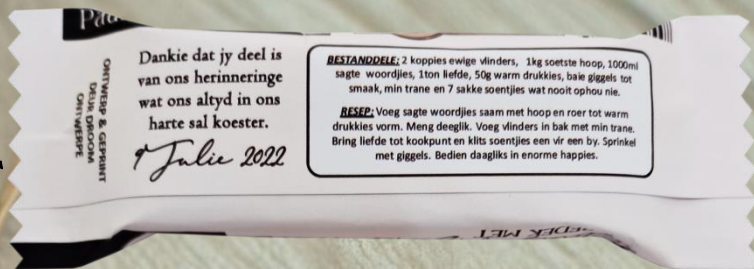 Dankie dat jy deel is
van ons herinneringe
wat ons altyd in ons
harte sal koester.
9 Julie 2022
BESTANDDELE: 2 koppies ewige vlinders, 1kg soetste hoop, 1000ml
sagte woordjies, 1ton liefde, 50g warm drukkies, baie giggels tot
smaak, min trane en 7 sakke soentjies wat nooit ophou nie.
RESEP: Voeg sagte woordjies saam met hoop en roer tot warm
drukkies vorm. Meng deeglik. Voeg vlinders in bak met min trane.
Bring liefde tot kookpunt en klits soentjies een vir een by. Sprinkel
met giggels. Bedien daagliks in enorme happies.
ONTWERP & GEPRINT
DEUR DROOM
ONTWERPE